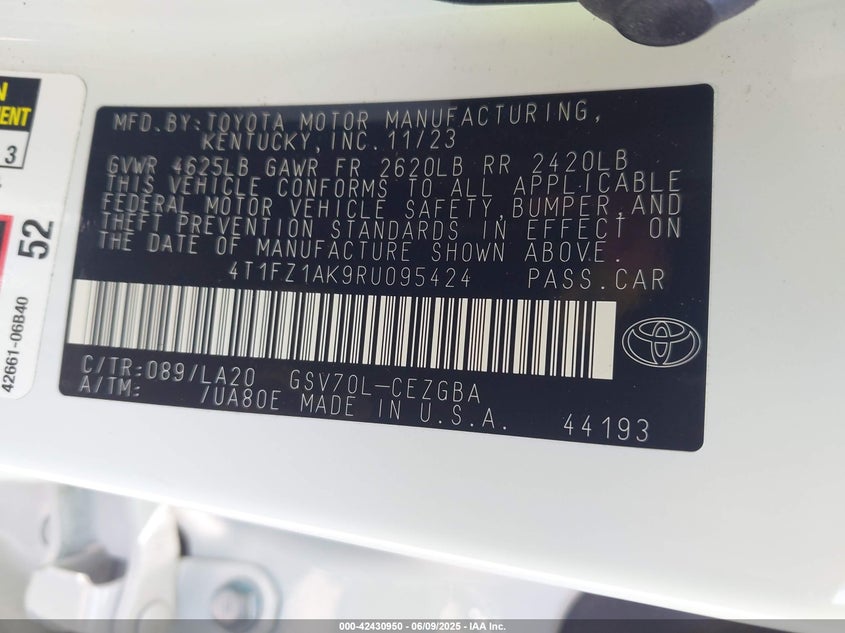 MFD.BY:TOYOTA MOTOR MANUFACTURING,
KENTUCKY,INC.11/23
GVWR 4625LB GAWR FR 2620LB RR 2420LB
THIS VEHICLE CONFORMS TO ALL APPLICABLE
FEDERAL MOTOR VEHICLE SAFETY,BUMPER,AND
THEFT PREVENTION STANDARDS IN EFFECT ON
THE DATE OF MANUFACTURE SHOWN ABOVE.
4T1FZ1AK9RU095424 PASS.CAR
C/TR:089/LA20 GSV70L-CEZGBA
A/TM: /UA80E MADE IN U.S.A.
44193
3
52
42661-06B40
000-42430950 | 06/09/2025 | IAA Inc.